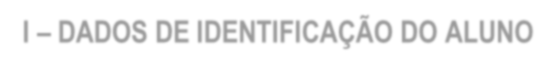 I – DADOS DE IDENTIFICAÇÃO DO ALUNO